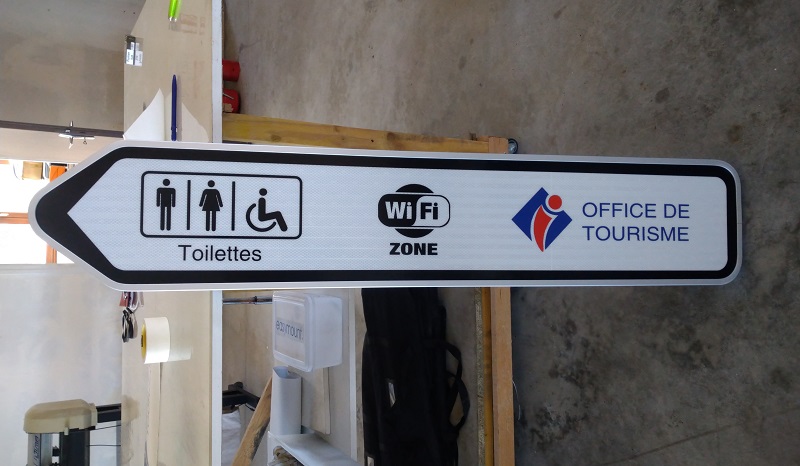 Toilettes
WiFi
ZONE
OFFICE DE
TOURISME